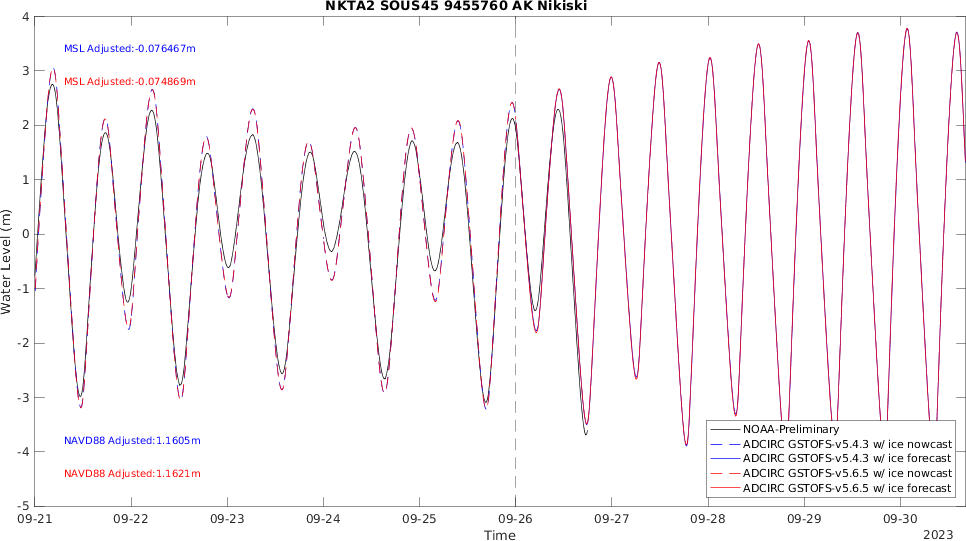 NKTA2 SOUS45 9455760 AK Nikiski
MSL Adjusted:-0.076467m
MSL Adjusted:-0.074869m
NAVD88 Adjusted:1.1605m
NAVD88 Adjusted:1.1621m
Water Level (m)
4
3
2
1
0
-1
-2
-3
-4
-5
NOAA-Preliminary
ADCIRC GSTOFS-v5.4.3 w/ ice nowcast
ADCIRC GSTOFS-v5.4.3 w/ ice forecast
ADCIRC GSTOFS-v5.6.5 w/ ice nowcast
ADCIRC GSTOFS-v5.6.5 w/ ice forecast
09-21 09-22 09-23 09-24 09-25 09-26 09-27 09-28 09-29 09-30
Time
2023